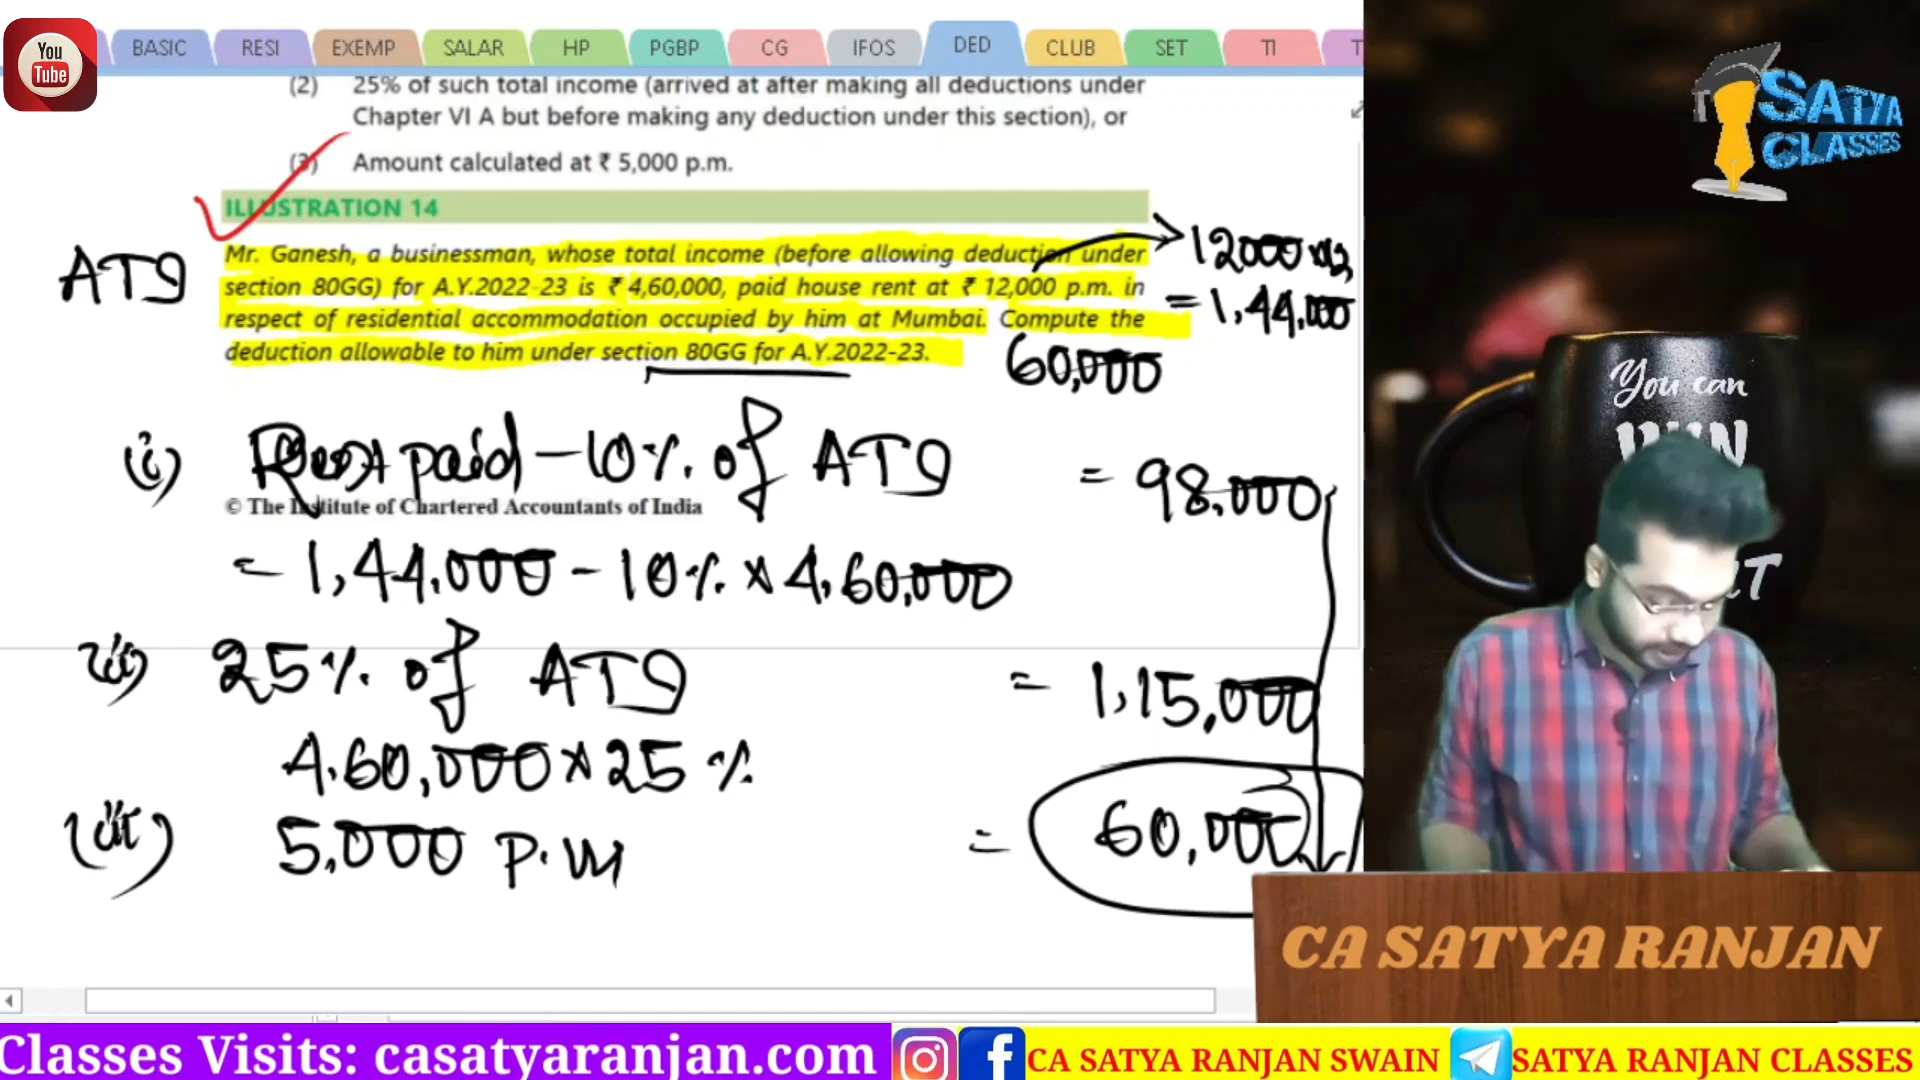 You
Tube
BASIC RESI EXEMP SALAR HP PGBP CG IFOS DED CLUB SET TI T
(2) 25% of such total income (arrived at after making all deductions under
Chapter VI A but before making any deduction under this section), or
(3) Amount calculated at ₹ 5,000 p.m.
ILLUSTRATION 14
Mr. Ganesh, a businessman, whose total income (before allowing deduction under
section 80GG) for A.Y.2022-23 is ₹ 4,60,000, paid house rent at ₹ 12,000 p.m. in
respect of residential accommodation occupied by him at Mumbai. Compute the
deduction allowable to him under section 80GG for A.Y.2022-23.
ATI
12000 x 12
= 1,44,000
60,000
(i) Rent paid - 10% of ATI = 98,000
© The Institute of Chartered Accountants of India
= 1,44,000 - 10% x 4,60,000
(ii) 25% of ATI = 1,15,000
4,60,000 x 25%
(iii) 5,000 P.M = 60,000
SATYA
CLASSES
You can
CA SATYA RANJAN
Classes Visits: casatyaranjan.com
CA SATYA RANJAN SWAIN
SATYA RANJAN CLASSES